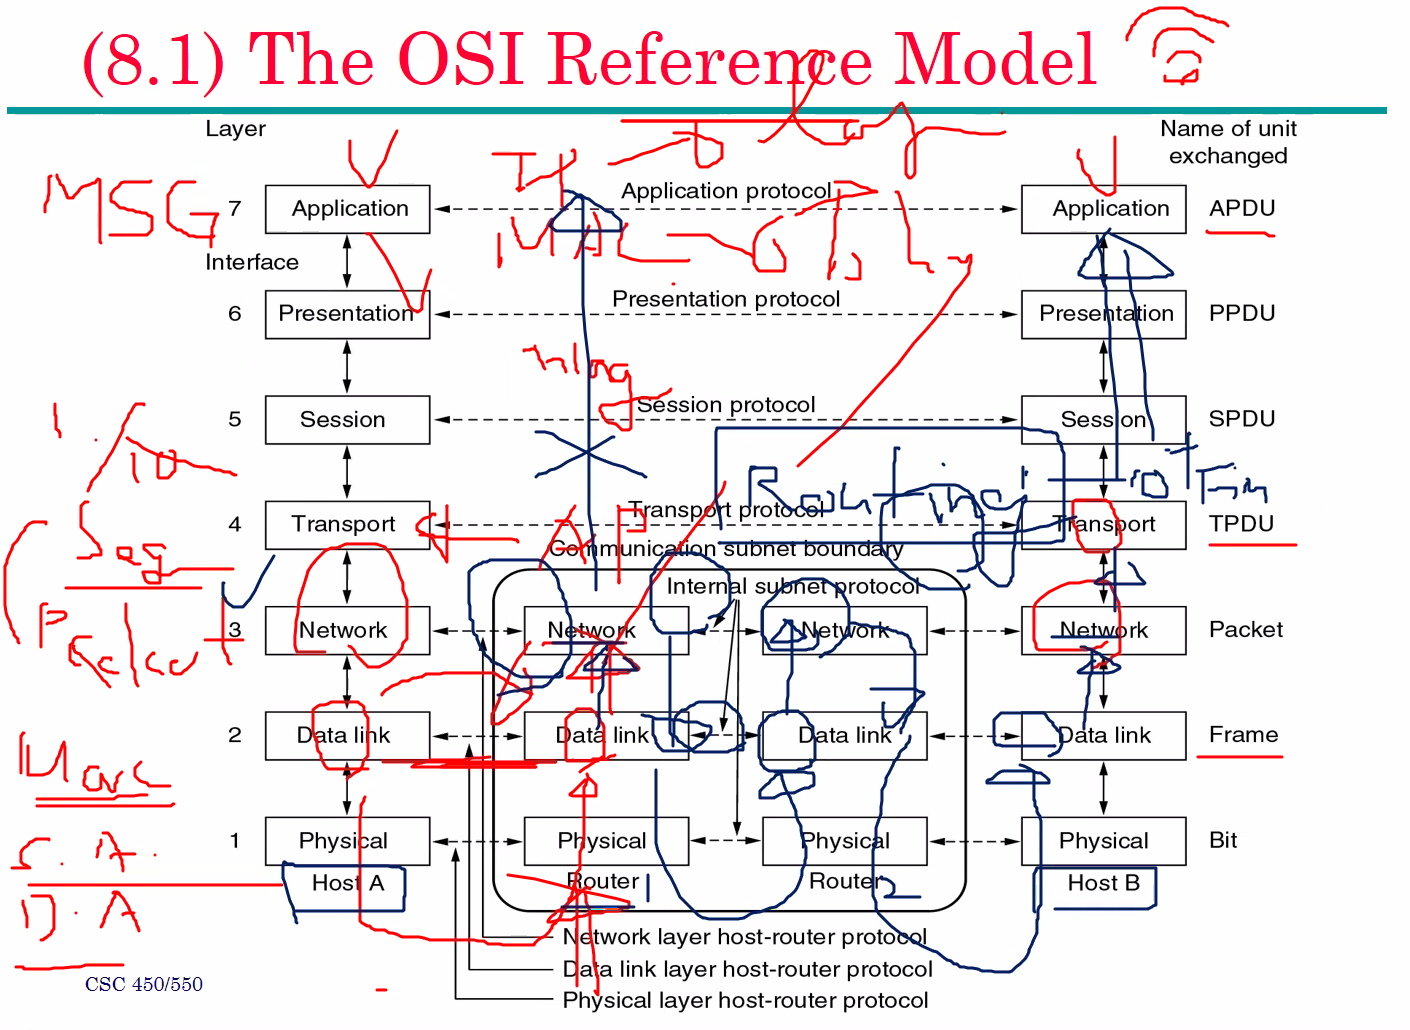 (8.1) The OSI Reference Model
Layer
Name of unit
exchanged
MSG
7
Application
Application protocol
Application
APDU
Interface
6
Presentation
Presentation protocol
Presentation
PPDU
5
Session
Session protocol
Session
SPDU
Routing
4
Transport
Transport protocol
Transport
TPDU
Communication subnet boundary
Internal subnet protocol
3
Network
Network
Network
Network
Packet
2
Data link
Data link
Data link
Data link
Frame
1
Physical
Physical
Physical
Physical
Bit
S.A.
D.A
Host A
Router 1
Router 2
Host B
Network layer host-router protocol
Data link layer host-router protocol
Physical layer host-router protocol
CSC 450/550